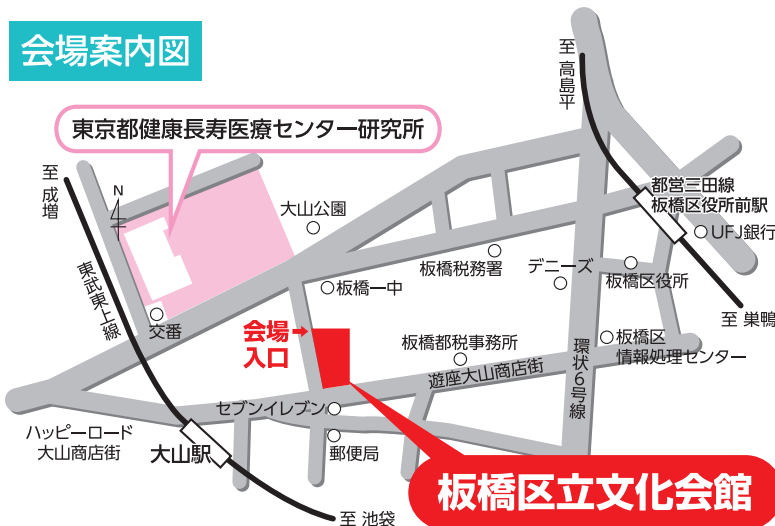 会場案内図
至
高島平
東京都健康長寿医療センター研究所
至
成増
N
大山公園
都営三田線
板橋区役所前駅
UFJ銀行
東武東上線
板橋税務署
デニーズ
板橋区役所
板橋一中
至 巣鴨
交番
会場
入口
板橋都税事務所
板橋区
情報処理センター
遊座大山商店街
環状6号線
セブンイレブン
ハッピーロード
大山商店街
大山駅
郵便局
板橋区立文化会館
至 池袋